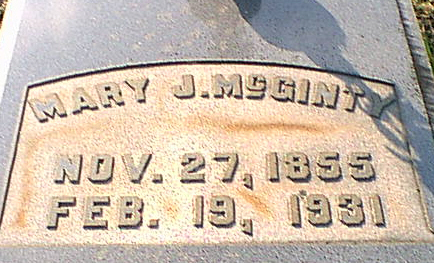 MARY J. McGINTY
NOV. 27, 1855
FEB. 19, 1931